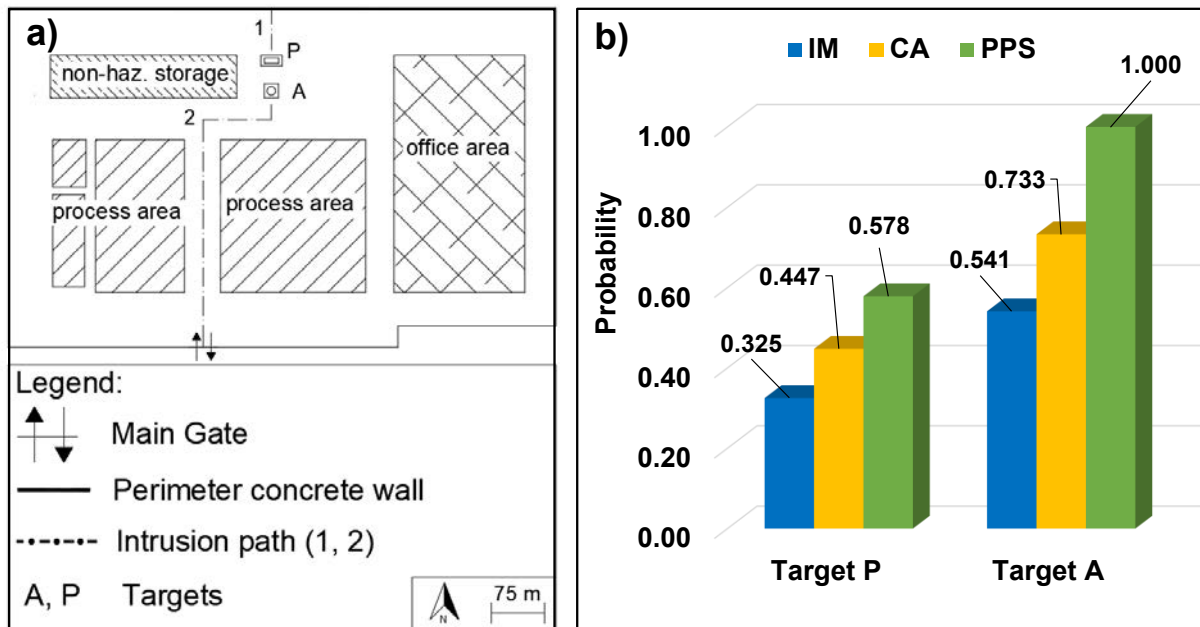 a)
1
P
non-haz. storage
A
2
office area
process area
process area
Legend:
Main Gate
Perimeter concrete wall
Intrusion path (1, 2)
A, P Targets
N
75 m
b)
IM CA PPS
Probability
1.00
0.80
0.60
0.40
0.20
0.00
0.325
0.447
0.578
0.541
0.733
1.000
Target P
Target A